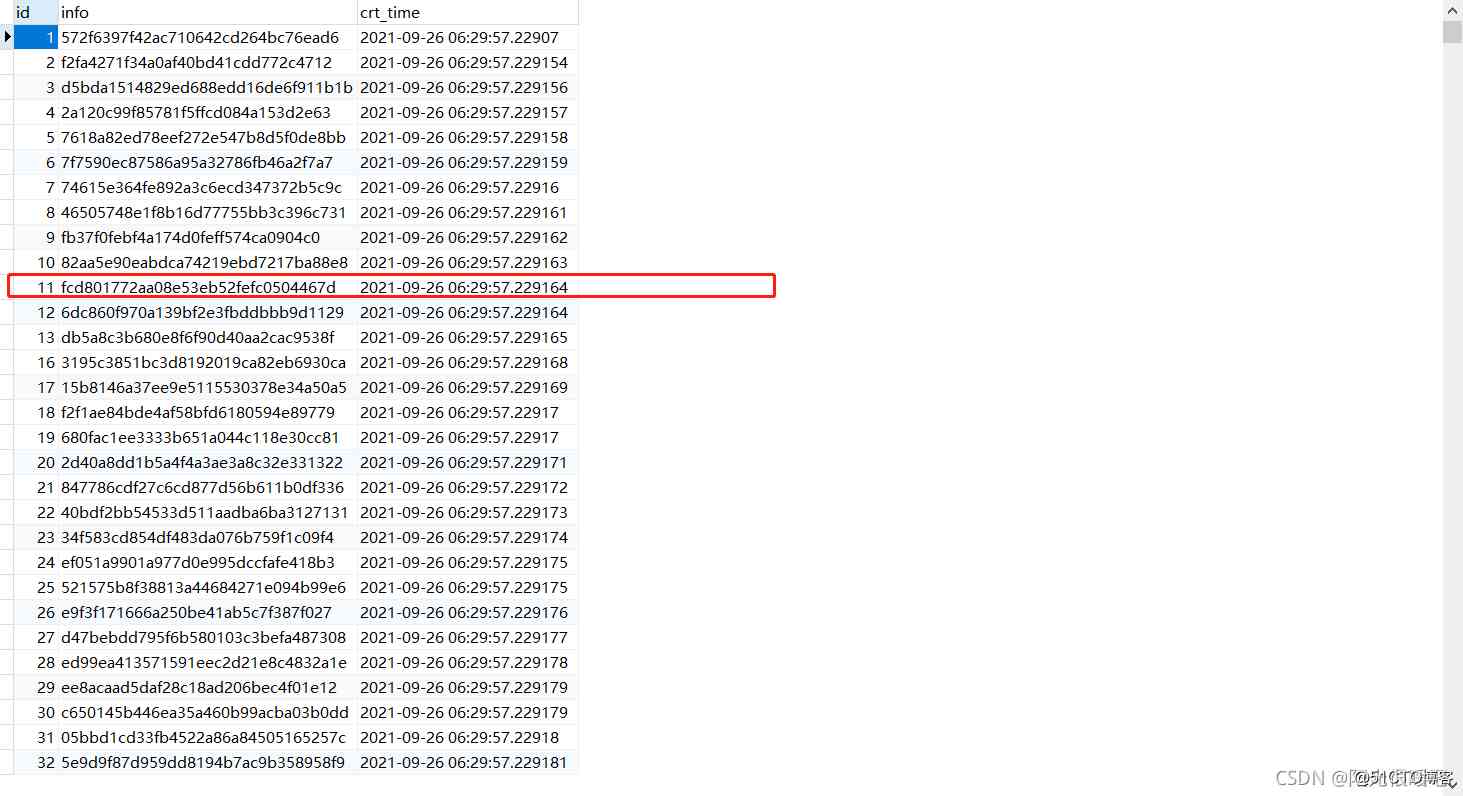 id info crt_time
1 572f6397f42ac710642cd264bc76ead6 2021-09-26 06:29:57.22907
2 f2fa4271f34a0af40bd41cdd772c4712 2021-09-26 06:29:57.229154
3 d5bda1514829ed688edd16de6f911b1b 2021-09-26 06:29:57.229156
4 2a120c99f85781f5ffcd084a153d2e63 2021-09-26 06:29:57.229157
5 7618a82ed78eef272e547b8d5f0de8bb 2021-09-26 06:29:57.229158
6 7f7590ec87586a95a32786fb46a2f7a7 2021-09-26 06:29:57.229159
7 74615e364fe892a3c6ecd347372b5c9c 2021-09-26 06:29:57.22916
8 46505748e1f8b16d77755bb3c396c731 2021-09-26 06:29:57.229161
9 fb37f0febf4a174d0feff574ca0904c0 2021-09-26 06:29:57.229162
10 82aa5e90eabdca74219ebd7217ba88e8 2021-09-26 06:29:57.229163
11 fcd801772aa08e53eb52fefc0504467d 2021-09-26 06:29:57.229164
12 6dc860f970a139bf2e3fbddbbb9d1129 2021-09-26 06:29:57.229164
13 db5a8c3b680e8f6f90d40aa2cac9538f 2021-09-26 06:29:57.229165
16 3195c3851bc3d8192019ca82eb6930ca 2021-09-26 06:29:57.229168
17 15b8146a37ee9e5115530378e34a50a5 2021-09-26 06:29:57.229169
18 f2f1ae84bde4af58bfd6180594e89779 2021-09-26 06:29:57.22917
19 680fac1ee3333b651a044c118e30cc81 2021-09-26 06:29:57.22917
20 2d40a8dd1b5a4f4a3ae3a8c32e331322 2021-09-26 06:29:57.229171
21 847786cdf27c6cd877d56b611b0df336 2021-09-26 06:29:57.229172
22 40bdf2bb54533d511aadba6ba3127131 2021-09-26 06:29:57.229173
23 34f583cd854df483da076b759f1c09f4 2021-09-26 06:29:57.229174
24 ef051a9901a977d0e995dccfafe418b3 2021-09-26 06:29:57.229175
25 521575b8f38813a44684271e094b99e6 2021-09-26 06:29:57.229175
26 e9f3f171666a250be41ab5c7f387f027 2021-09-26 06:29:57.229176
27 d47bebdd795f6b580103c3befa487308 2021-09-26 06:29:57.229177
28 ed99ea413571591eec2d21e8c4832a1e 2021-09-26 06:29:57.229178
29 ee8acaad5daf28c18ad206bec4f01e12 2021-09-26 06:29:57.229179
30 c650145b446ea35a460b99acba03b0dd 2021-09-26 06:29:57.229179
31 05bbd1cd33fb4522a86a84505165257c 2021-09-26 06:29:57.22918
32 5e9d9f87d959dd8194b7ac9b358958f9 2021-09-26 06:29:57.229181
CSDN @51CTO博客